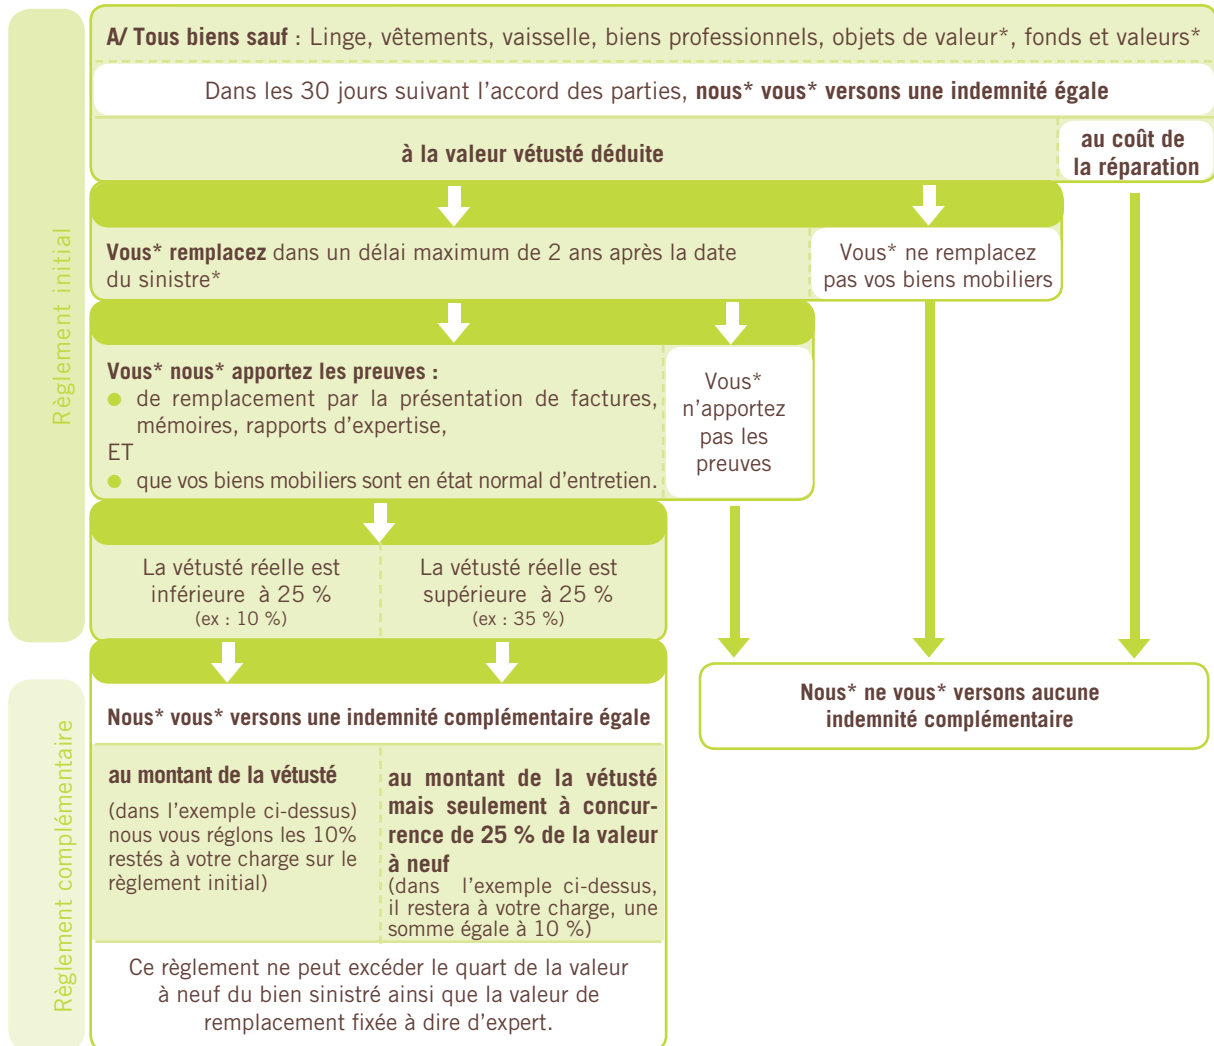 A/ Tous biens sauf : Linge, vêtements, vaisselle, biens professionnels, objets de valeur*, fonds et valeurs*
Dans les 30 jours suivant l’accord des parties, nous* vous* versons une indemnité égale
à la valeur vétusté déduite
au coût de
la réparation
Règlement initial
Vous* remplacez dans un délai maximum de 2 ans après la date
du sinistre*
Vous* ne remplacez
pas vos biens mobiliers
Vous* nous* apportez les preuves :
● de remplacement par la présentation de factures,
mémoires, rapports d’expertise,
ET
● que vos biens mobiliers sont en état normal d’entretien.
Vous*
n’apportez
pas les
preuves
La vétusté réelle est
inférieure à 25 %
(ex : 10 %)
La vétusté réelle est
supérieure à 25 %
(ex : 35 %)
Règlement complémentaire
Nous* vous* versons une indemnité complémentaire égale
Nous* ne vous* versons aucune
indemnité complémentaire
au montant de la vétusté
(dans l’exemple ci-dessus)
nous vous réglons les 10%
restés à votre charge sur le
règlement initial)
au montant de la vétusté
mais seulement à concur-
rence de 25 % de la valeur
à neuf
(dans l’exemple ci-dessus,
il restera à votre charge, une
somme égale à 10 %)
Ce règlement ne peut excéder le quart de la valeur
à neuf du bien sinistré ainsi que la valeur de
remplacement fixée à dire d’expert.